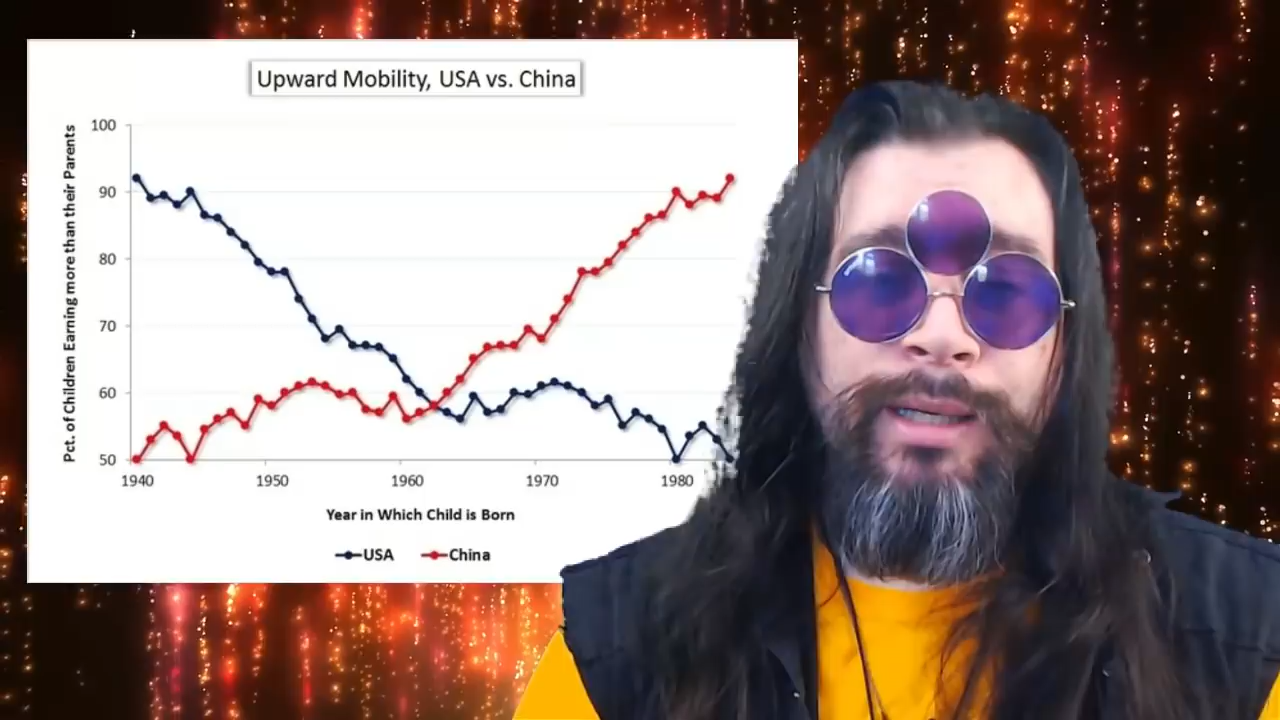 Upward Mobility, USA vs. China
Pct. of Children Earning more than their Parents
100
90
80
70
60
50
1940 1950 1960 1970 1980
Year in Which Child is Born
USA China